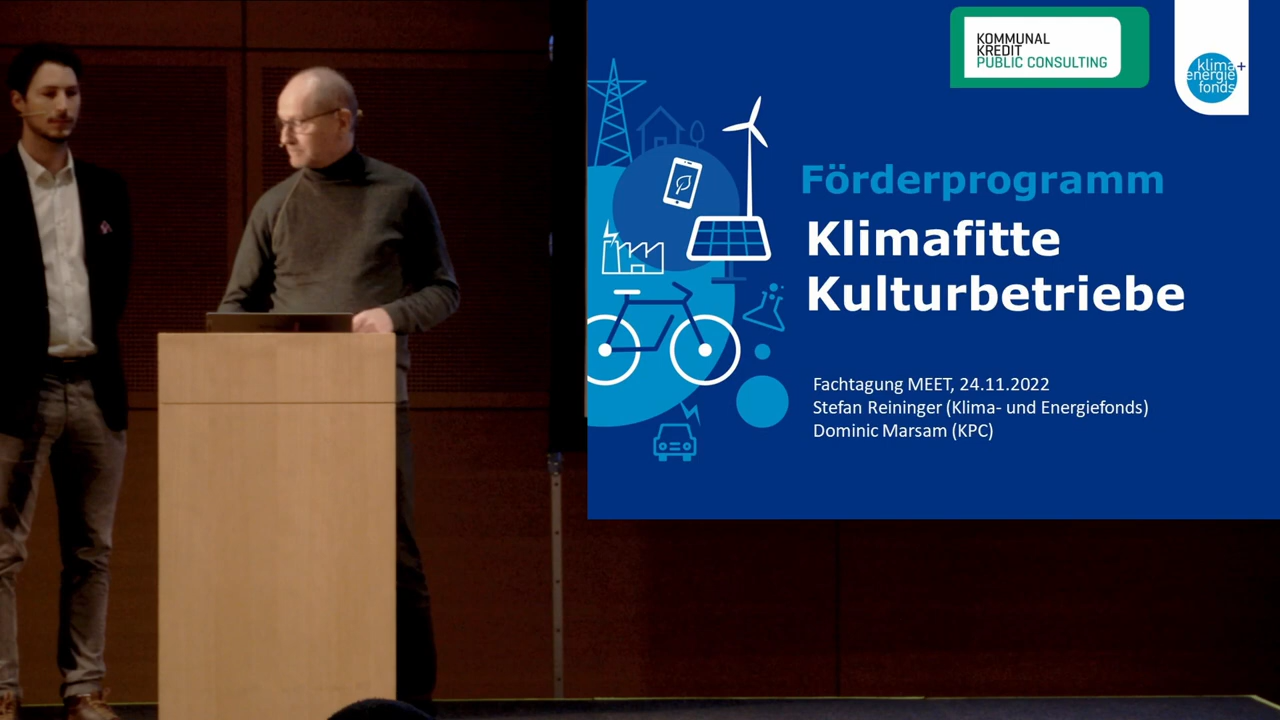 KOMMUNAL
KREDIT
PUBLIC CONSULTING
klima+
energie
fonds
Förderprogramm
Klimafitte
Kulturbetriebe
Fachtagung MEET, 24.11.2022
Stefan Reininger (Klima- und Energiefonds)
Dominic Marsam (KPC)